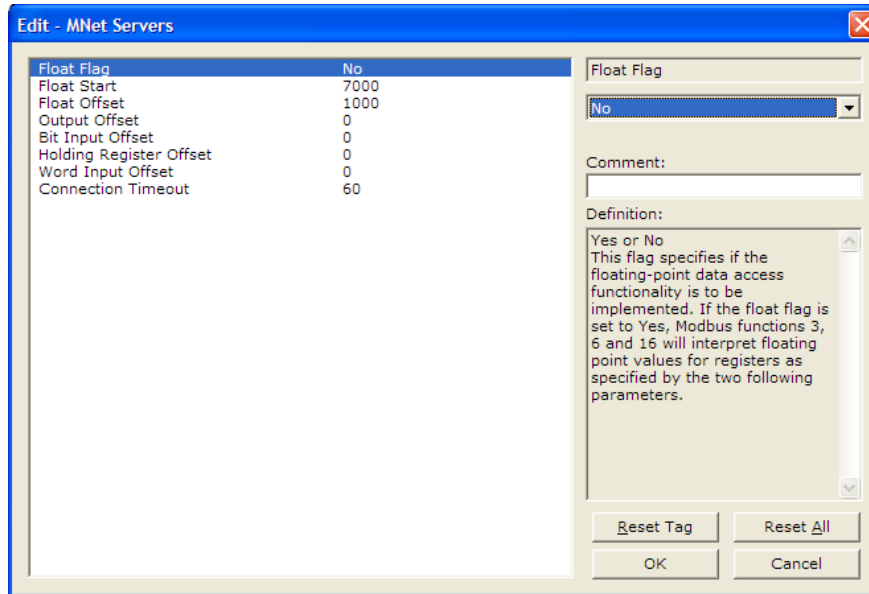 Edit - MNet Servers
Float Flag No
Float Start 7000
Float Offset 1000
Output Offset 0
Bit Input Offset 0
Holding Register Offset 0
Word Input Offset 0
Connection Timeout 60
Float Flag
No
Comment:
Definition:
Yes or No
This flag specifies if the
floating-point data access
functionality is to be
implemented. If the float flag is
set to Yes, Modbus functions 3,
6 and 16 will interpret floating
point values for registers as
specified by the two following
parameters.
Reset Tag Reset All
OK Cancel